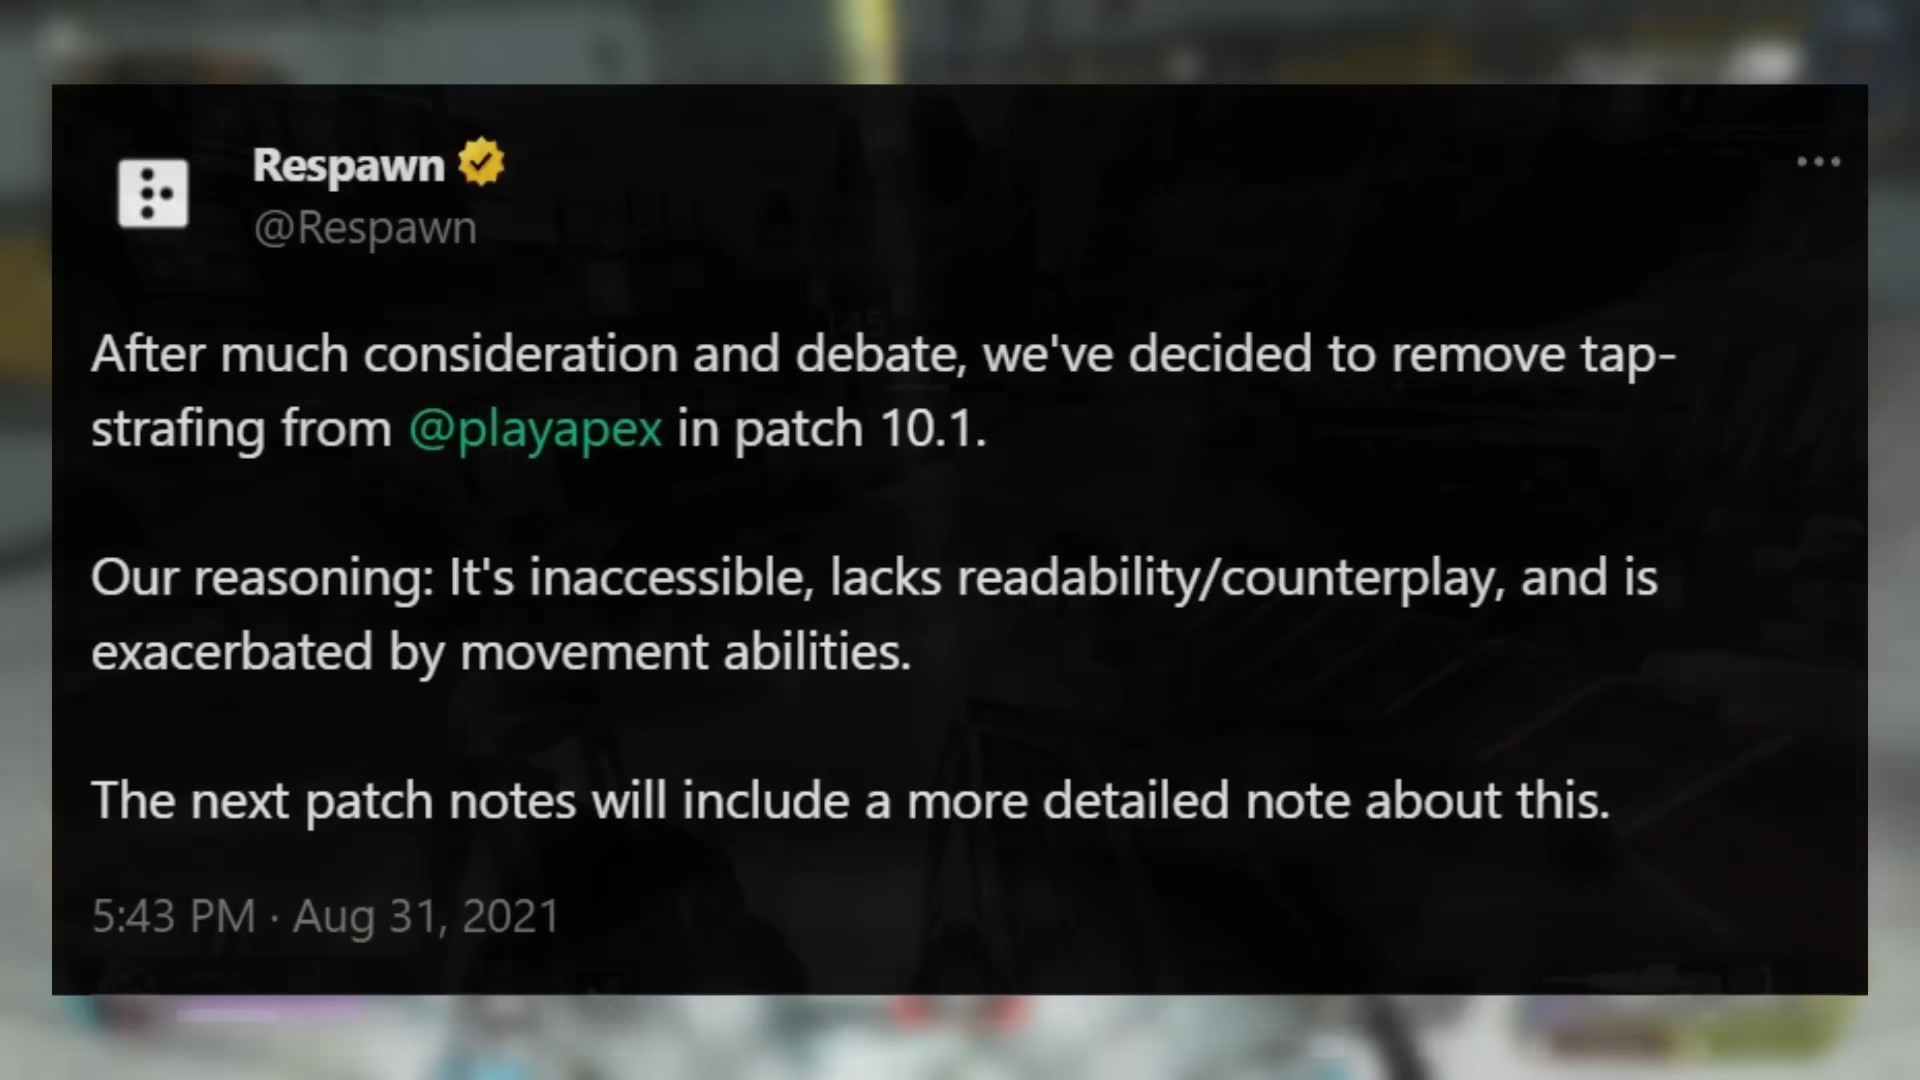 Respawn
@Respawn
After much consideration and debate, we've decided to remove tap-
strafing from @playapex in patch 10.1.
Our reasoning: It's inaccessible, lacks readability/counterplay, and is
exacerbated by movement abilities.
The next patch notes will include a more detailed note about this.
5:43 PM · Aug 31, 2021